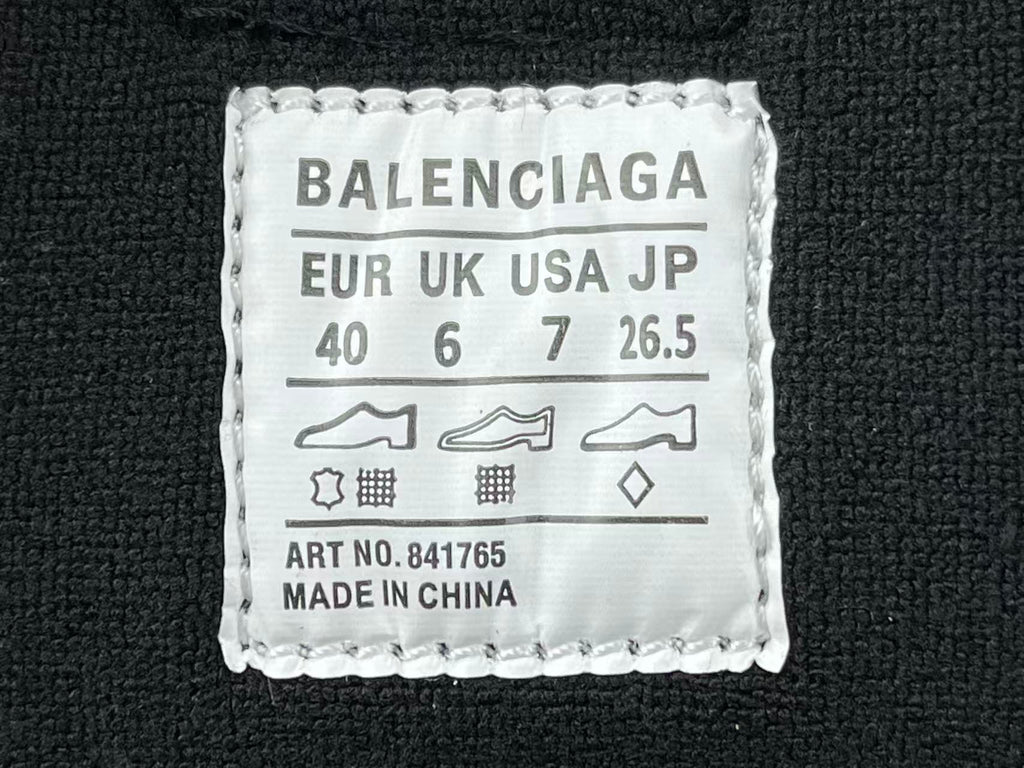 BALENCIAGA
EUR UK USA JP
40 6 7 26.5
ART NO. 841765
MADE IN CHINA